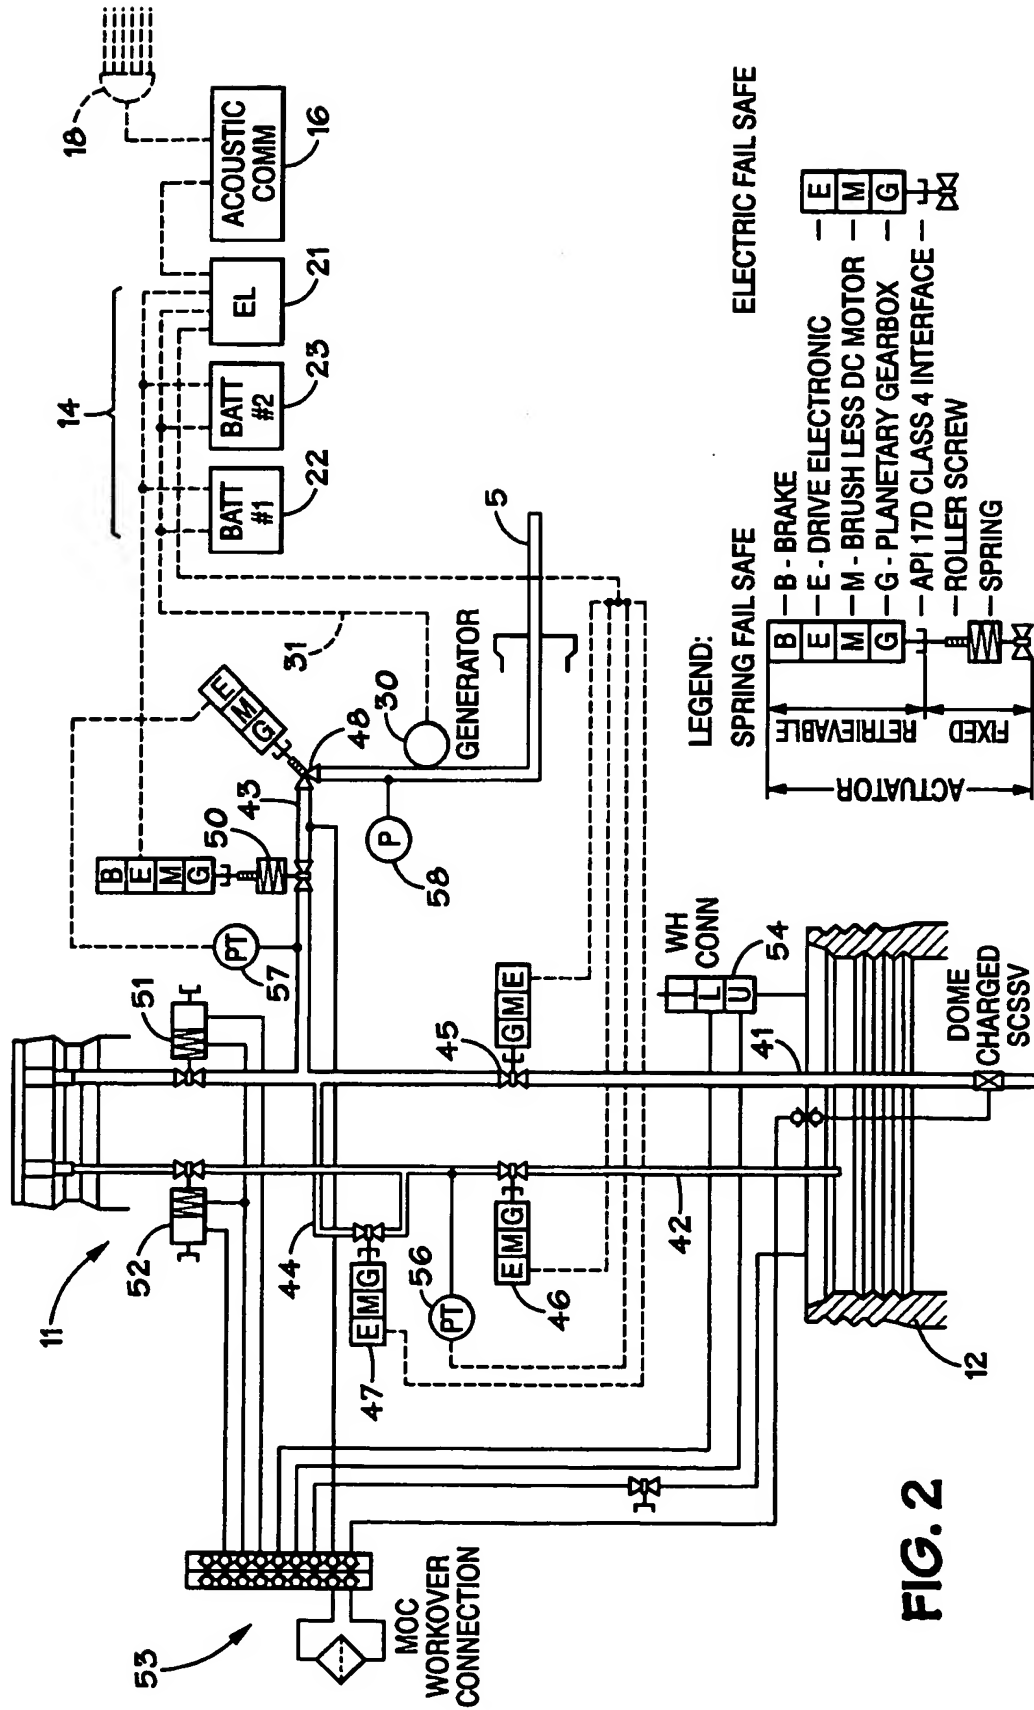 18
ACOUSTIC
COMM
16
14
EL
21
BATT
#2
23
BATT
#1
22
31
5
GENERATOR
30
E
M
G
48
43
50
B
E
M
G
P
58
PT
57
51
52
11
45
G
M
E
44
E
M
G
47
56
PT
E
M
G
46
42
41
WH
CONN
L
U
54
DOME
CHARGED
SCSSV
12
53
MOC
WORKOVER
CONNECTION
LEGEND:
SPRING FAIL SAFE
ELECTRIC FAIL SAFE
ACTUATOR
RETRIEVABLE
FIXED
B
E
M
G
B - BRAKE
E - DRIVE ELECTRONIC
M - BRUSH LESS DC MOTOR
G - PLANETARY GEARBOX
API 17D CLASS 4 INTERFACE
ROLLER SCREW
SPRING
E
M
G
FIG. 2